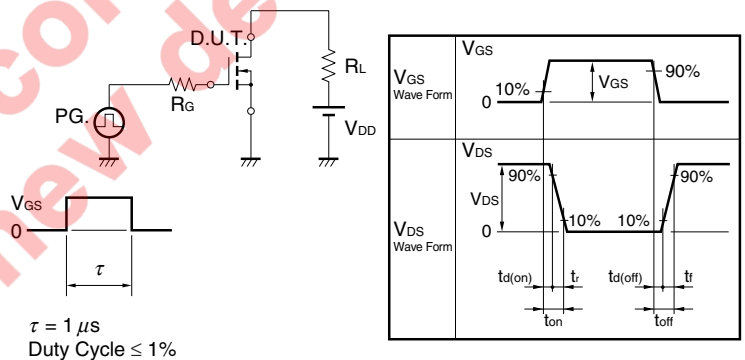 D.U.T.
RL
RG
PG.
VDD
VGS
0
τ
τ = 1 μs
Duty Cycle ≤ 1%
VGS
Wave Form
VGS
10%
VGS
90%
0
VDS
Wave Form
VDS
90%
90%
VDS
10%
10%
0
td(on)
tr
td(off)
tf
ton
toff